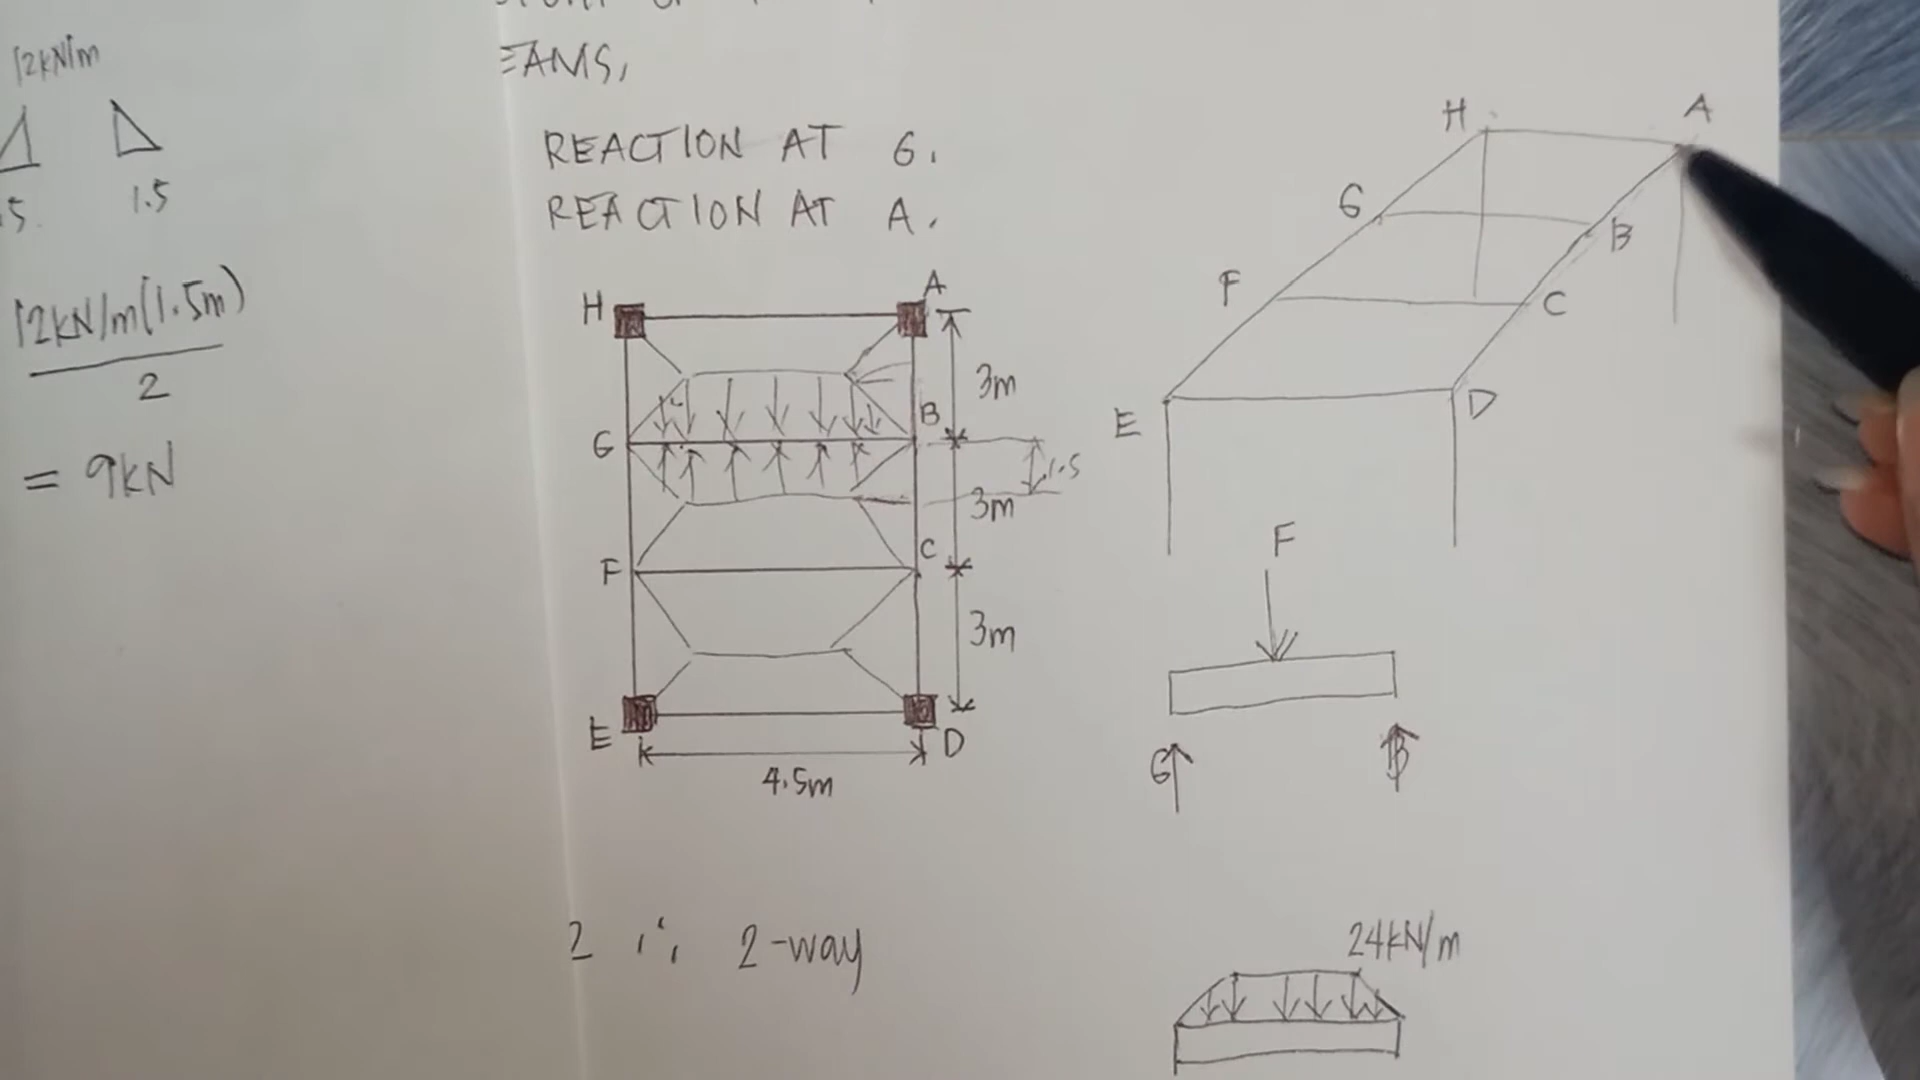 12kN/m
1.5
12kN/m(1.5m)
2
= 9kN
EAMS,
REACTION AT G.
REACTION AT A.
H
A
3m
G
B
1.5
3m
F
C
3m
E
D
4.5m
2 ∴ 2-way
H
A
G
B
F
C
E
D
F
G
B
24kN/m